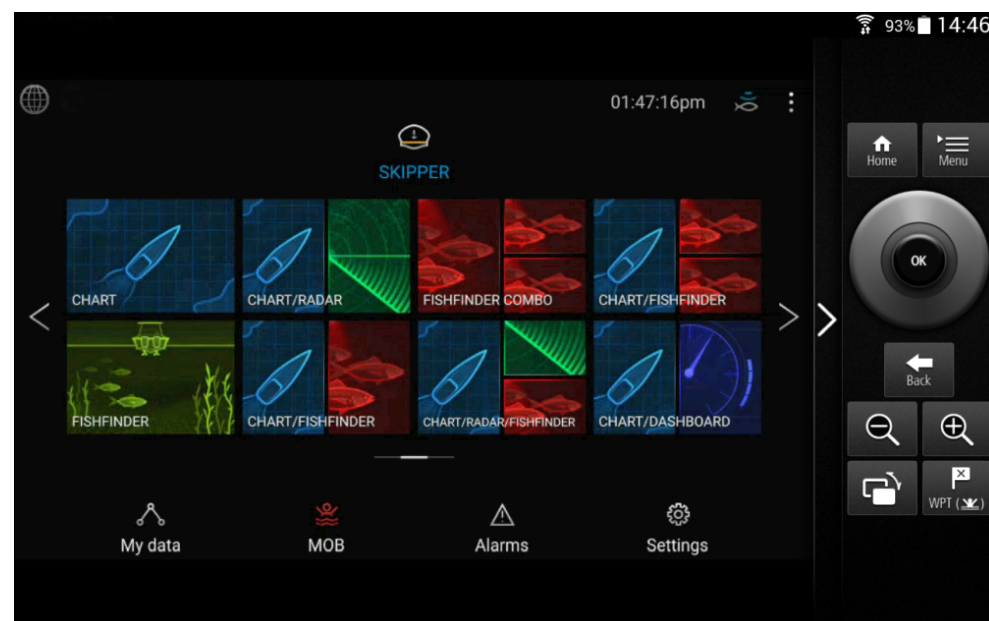 93% 14:46
01:47:16pm
SKIPPER
CHART
CHART/RADAR
FISHFINDER COMBO
CHART/FISHFINDER
FISHFINDER
CHART/FISHFINDER
CHART/RADAR/FISHFINDER
CHART/DASHBOARD
My data
MOB
Alarms
Settings
Home
Menu
OK
Back
WPT ( )